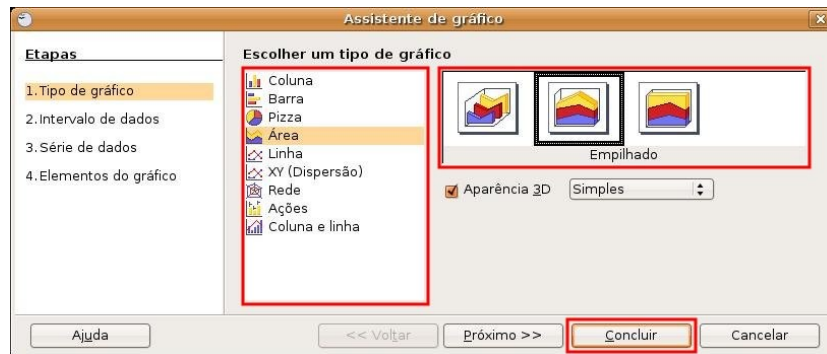 Assistente de gráfico
Etapas
1.Tipo de gráfico
2.Intervalo de dados
3.Série de dados
4.Elementos do gráfico
Escolher um tipo de gráfico
Coluna
Barra
Pizza
Área
Linha
XY (Dispersão)
Rede
Ações
Coluna e linha
Empilhado
Aparência 3D Simples
Ajuda << Voltar Próximo >> Concluir Cancelar